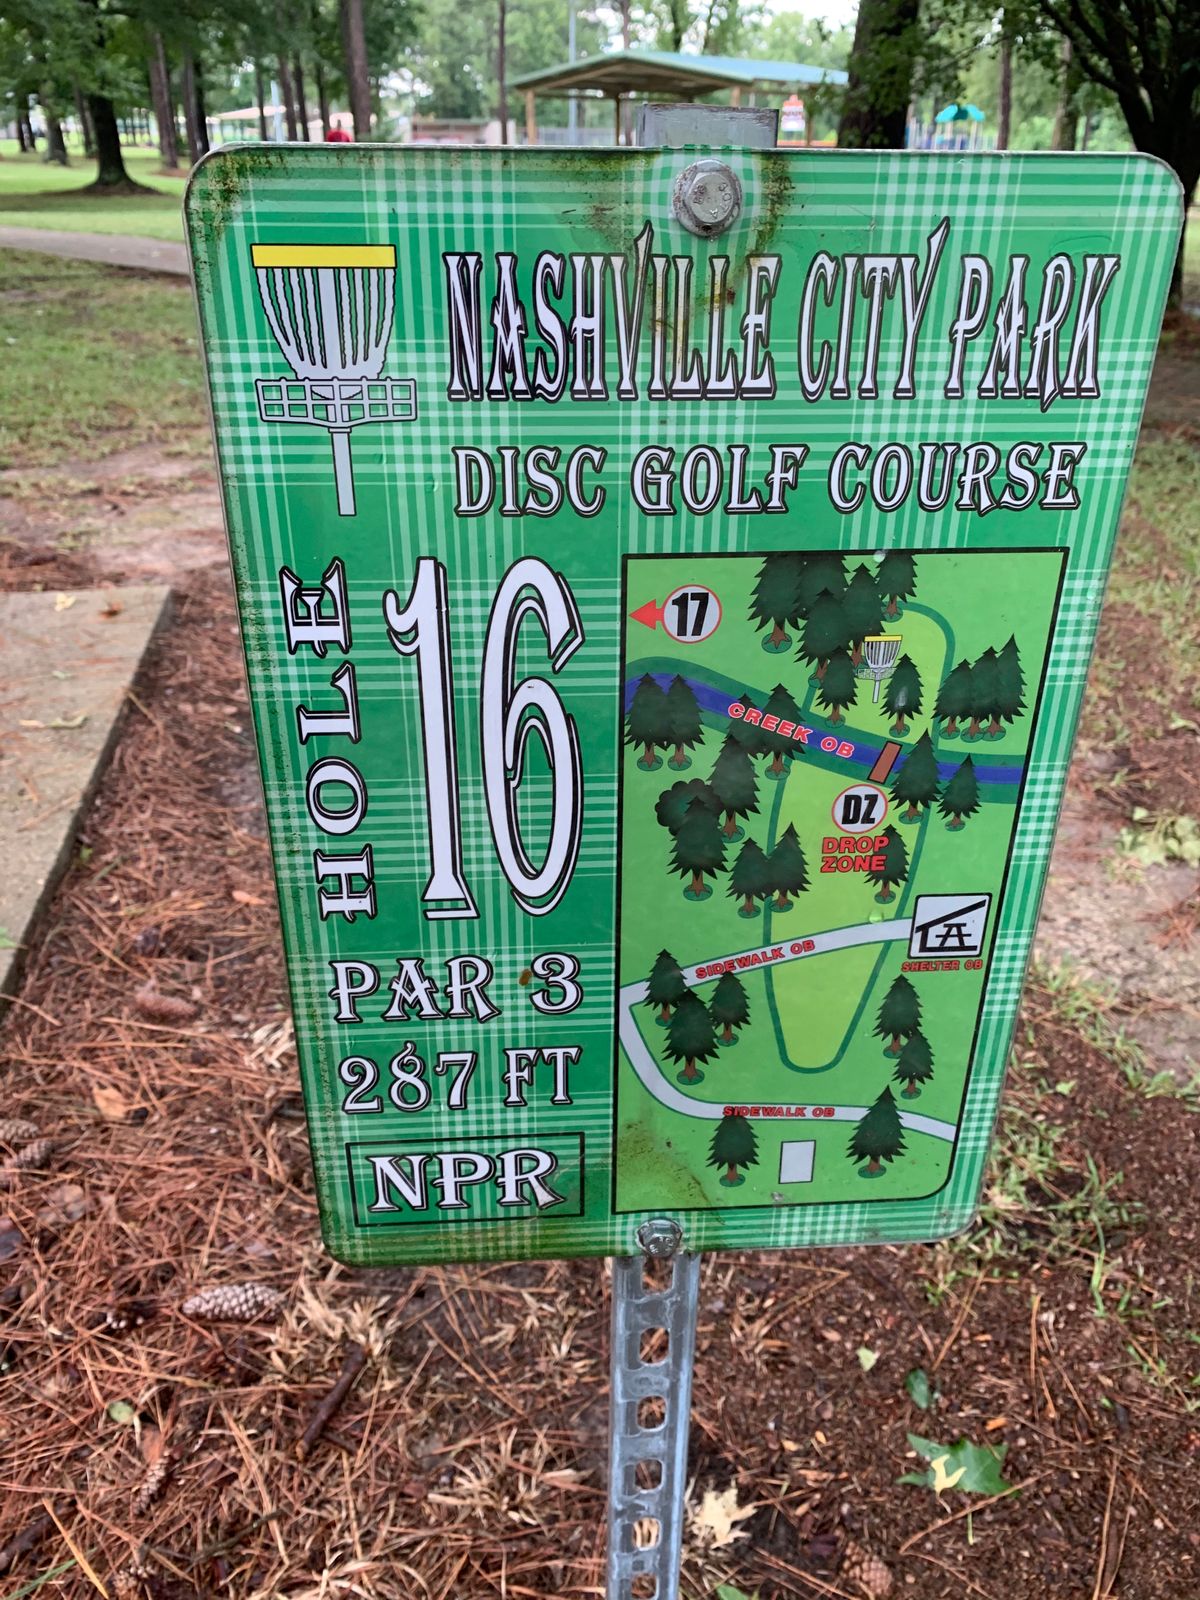 NASHVILLE CITY PARK
DISC GOLF COURSE
HOLE
16
PAR 3
287 FT
NPR
17
CREEK OB
DZ
DROP
ZONE
SIDEWALK OB
SHELTER OB
SIDEWALK OB